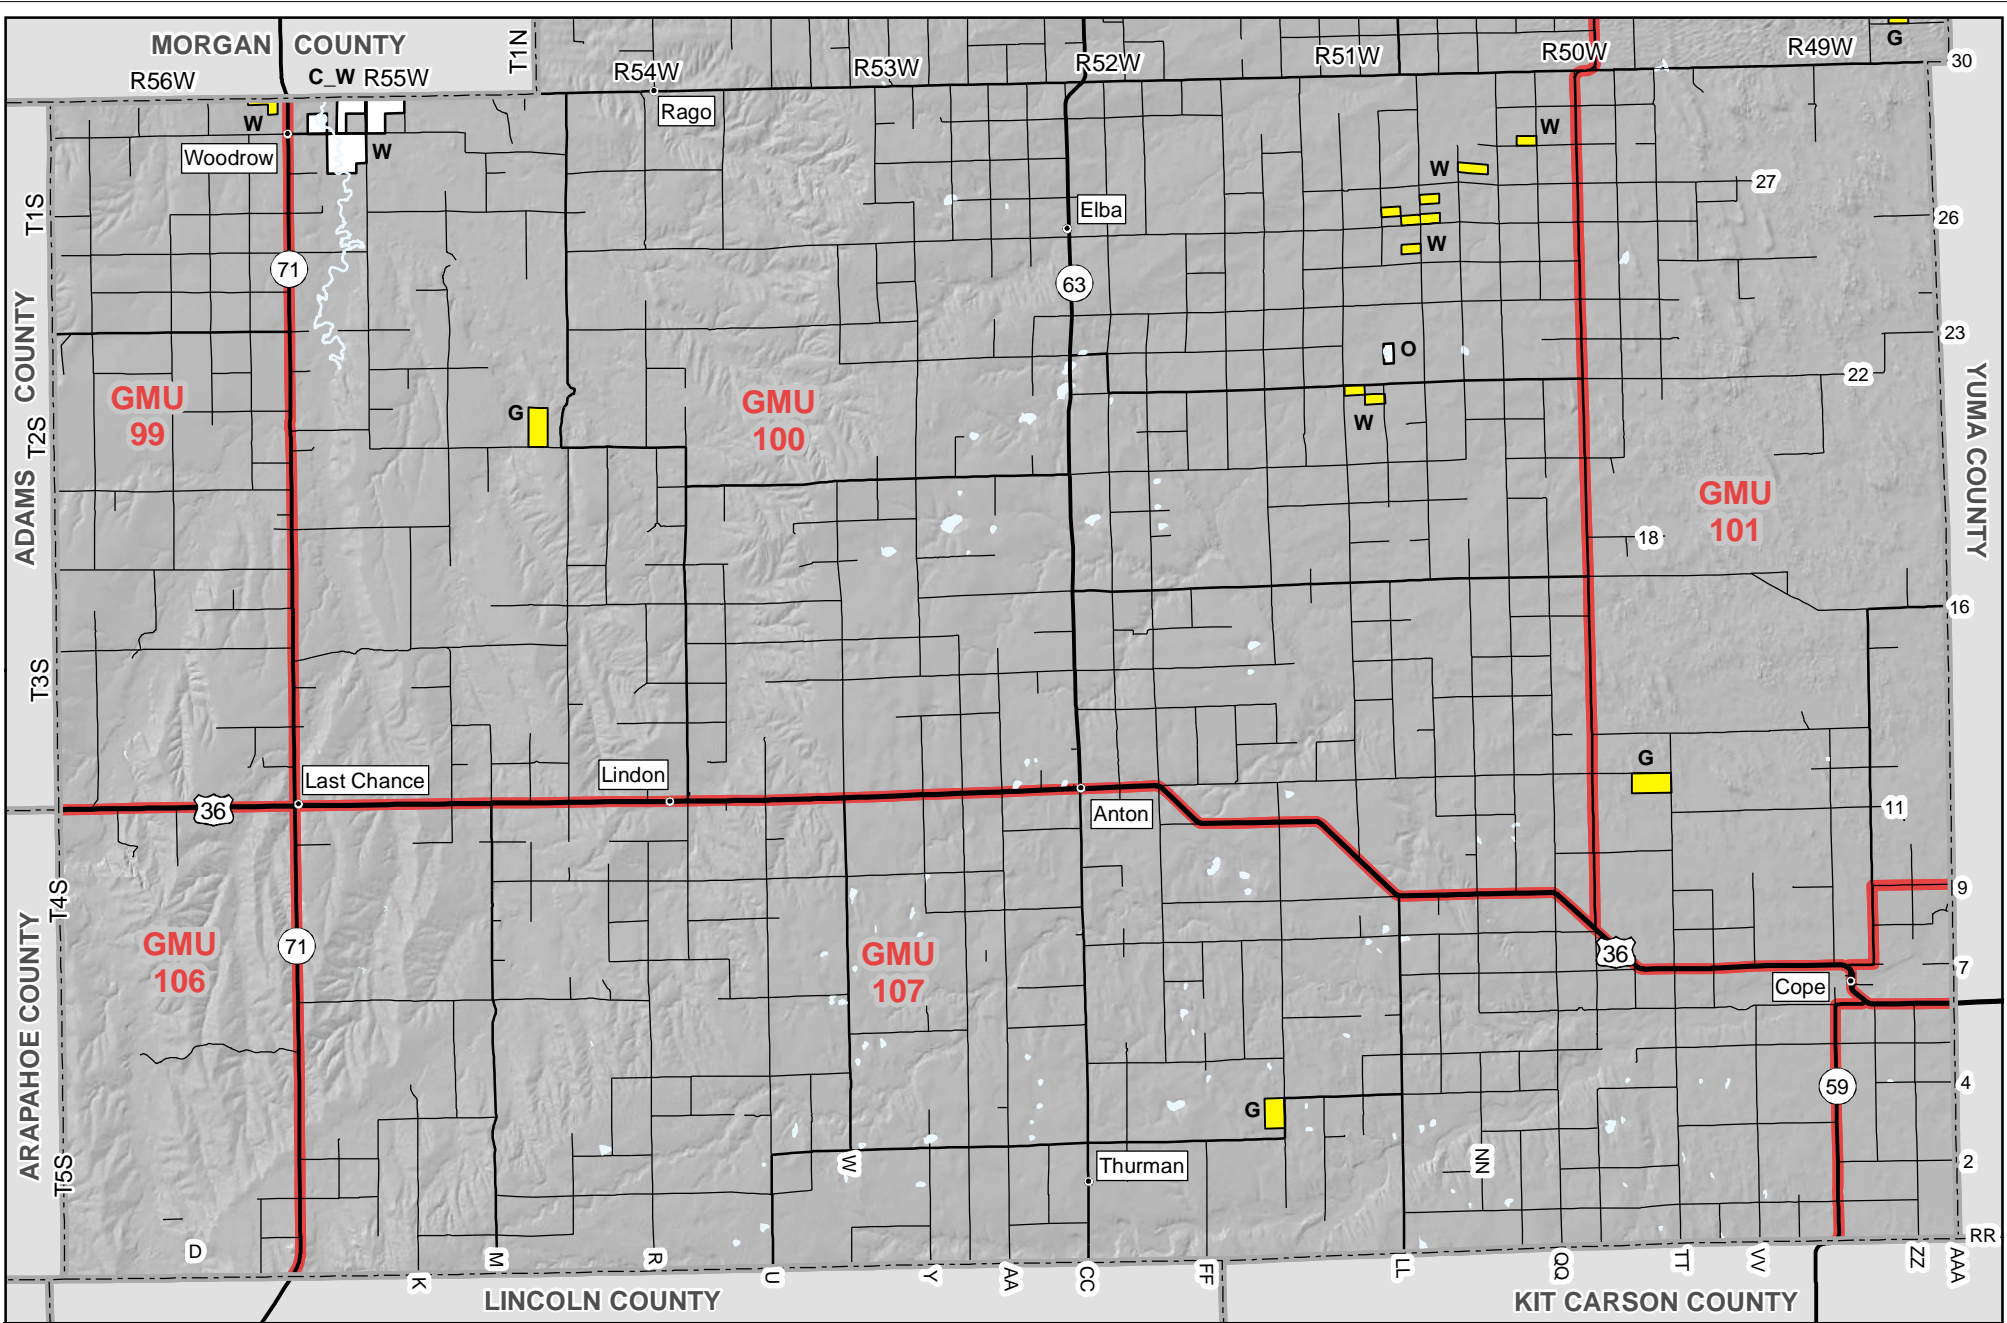 MORGAN COUNTY
R56W
C_W
R55W
T1N
R54W
R53W
R52W
R51W
R50W
R49W
G
30
Rago
W
Woodrow
W
W
W
27
T1S
Elba
26
W
71
63
ADAMS COUNTY
23
O
22
YUMA COUNTY
GMU
99
GMU
100
G
W
T2S
GMU
101
18
16
T3S
G
Last Chance
Lindon
36
Anton
11
T4S
9
ARAPAHOE COUNTY
GMU
106
71
GMU
107
36
7
Cope
59
4
G
T5S
W
Thurman
NN
2
D
K
M
R
U
Y
AA
CC
FF
LL
QQ
TT
VV
ZZ
AAA
RR
LINCOLN COUNTY
KIT CARSON COUNTY